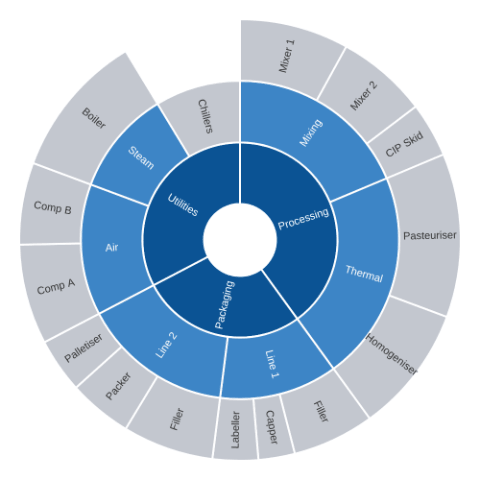 Processing
Packaging
Utilities
Mixing
Thermal
Line 1
Line 2
Air
Steam
Chillers
Mixer 1
Mixer 2
CIP Skid
Pasteuriser
Homogeniser
Filler
Capper
Labeller
Filler
Packer
Palletiser
Comp A
Comp B
Boiler